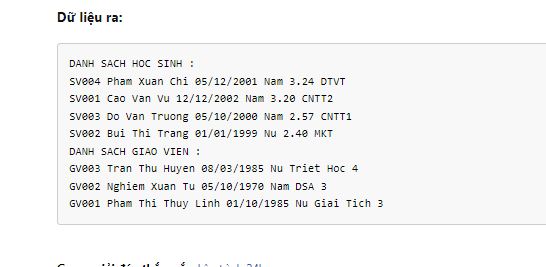 Dữ liệu ra:
DANH SACH HOC SINH :
SV004 Pham Xuan Chi 05/12/2001 Nam 3.24 DTVT
SV001 Cao Van Vu 12/12/2002 Nam 3.20 CNTT2
SV003 Do Van Truong 05/10/2000 Nam 2.57 CNTT1
SV002 Bui Thi Trang 01/01/1999 Nu 2.40 MKT
DANH SACH GIAO VIEN :
GV003 Tran Thu Huyen 08/03/1985 Nu Triet Hoc 4
GV002 Nghiem Xuan Tu 05/10/1970 Nam DSA 3
GV001 Pham Thi Thuy Linh 01/10/1985 Nu Giai Tich 3